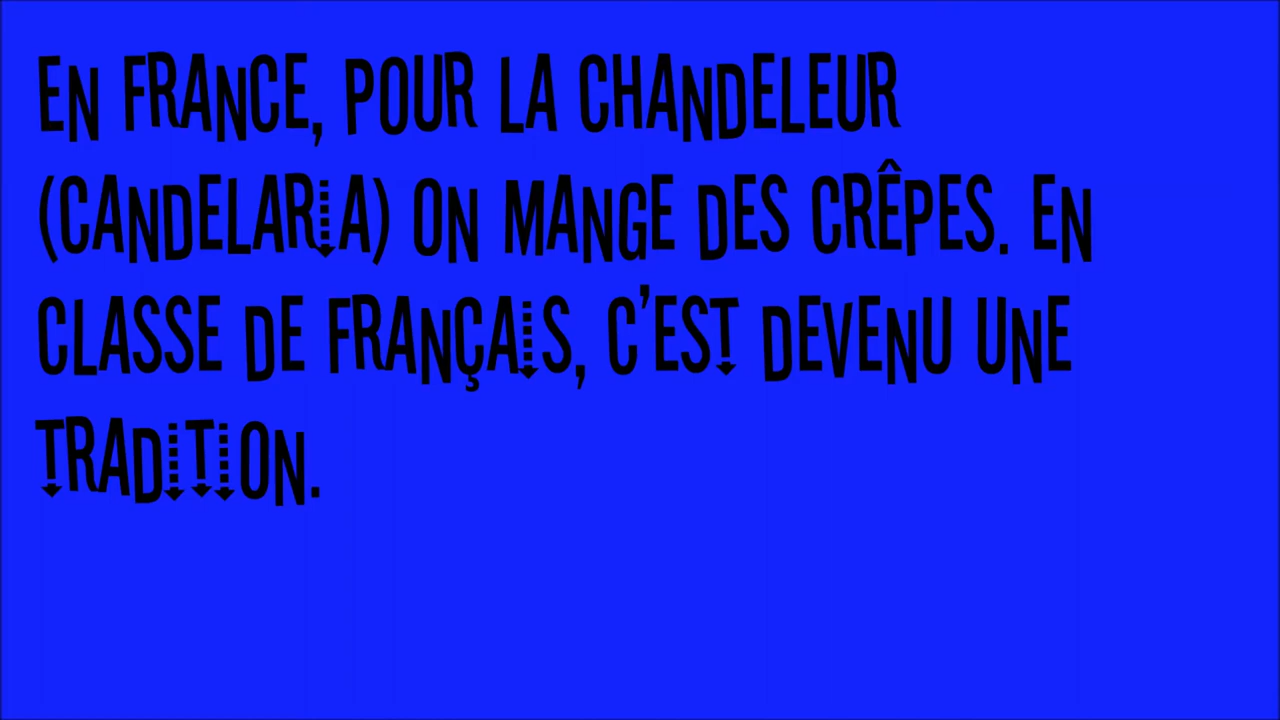 EN FRANCE, POUR LA CHANDELEUR
(CANDELARIA) ON MANGE DES CRÊPES. EN
CLASSE DE FRANÇAIS, C'EST DEVENU UNE
TRADITION.